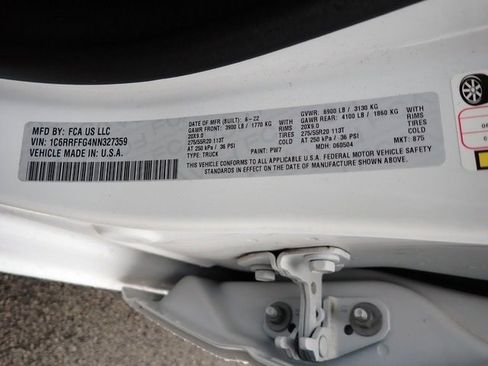 MFD BY: FCA US LLC
VIN: 1C6RRFFG4NN327359
VEHICLE MADE IN: U.S.A.
DATE OF MFR (BUILT): 6-22
GAWR FRONT: 3900 LB / 1770 KG WITH
20X9.0 RIMS
275/55R20 113T TIRES
AT 250 kPa / 36 PSI COLD
TYPE: TRUCK PAINT: PW7
GVWR: 6900 LB / 3130 KG
GAWR REAR: 4100 LB / 1860 KG WITH
20X9.0 RIMS
275/55R20 113T TIRES
AT 250 kPa / 36 PSI COLD
MDH: 060504 MKT: 875
THIS VEHICLE CONFORMS TO ALL APPLICABLE U.S.A. FEDERAL MOTOR VEHICLE SAFETY
STANDARDS IN EFFECT ON THE DATE OF MANUFACTURE SHOWN ABOVE